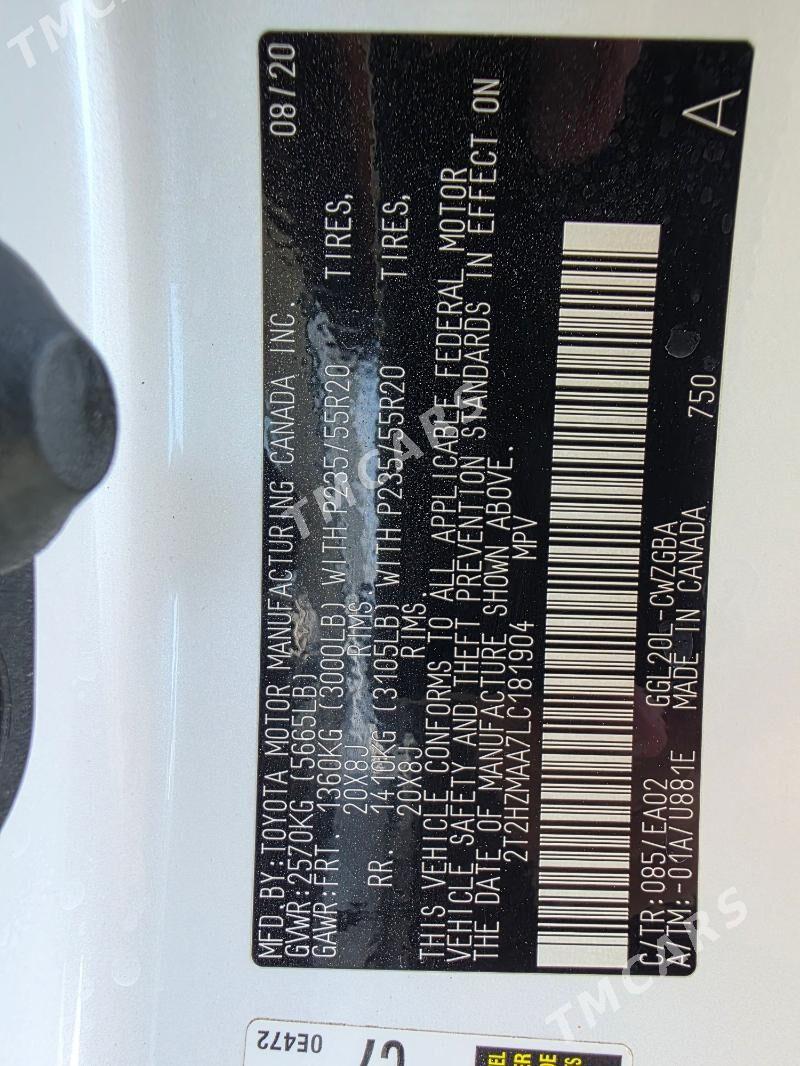 MFD.BY:TOYOTA MOTOR MANUFACTURING CANADA INC. 08/20
GVWR:2570KG (5665LB)
GAWR:FRT. 1360KG (3000LB) WITH P235/55R20 TIRES,
20X8J RIMS.
RR. 1410KG (3105LB) WITH P235/55R20 TIRES,
20X8J RIMS.
THIS VEHICLE CONFORMS TO ALL APPLICABLE FEDERAL MOTOR
VEHICLE SAFETY AND THEFT PREVENTION STANDARDS IN EFFECT ON
THE DATE OF MANUFACTURE SHOWN ABOVE.
2T2HZMAA7LC181904 MPV
C/TR:085/EA02 GGL20L-CWZGBA
A/TM:-01A/U881E MADE IN CANADA 750 A
0E472
TMCARS
TMCARS
TMCARS